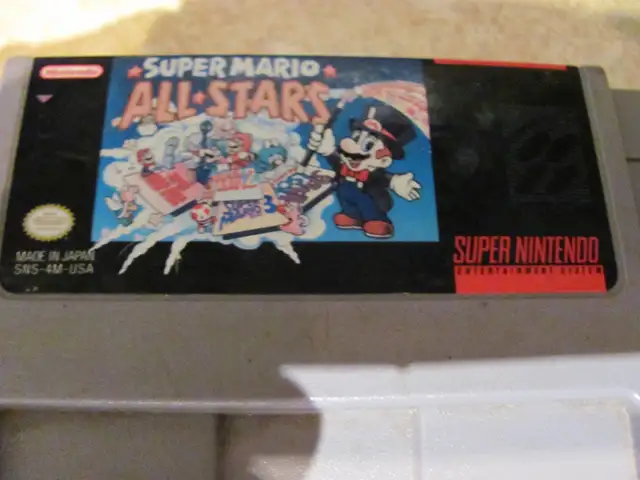 Nintendo
SUPER MARIO
ALL★STARS
MADE IN JAPAN
SNS-4M-USA
SUPER NINTENDO
ENTERTAINMENT SYSTEM